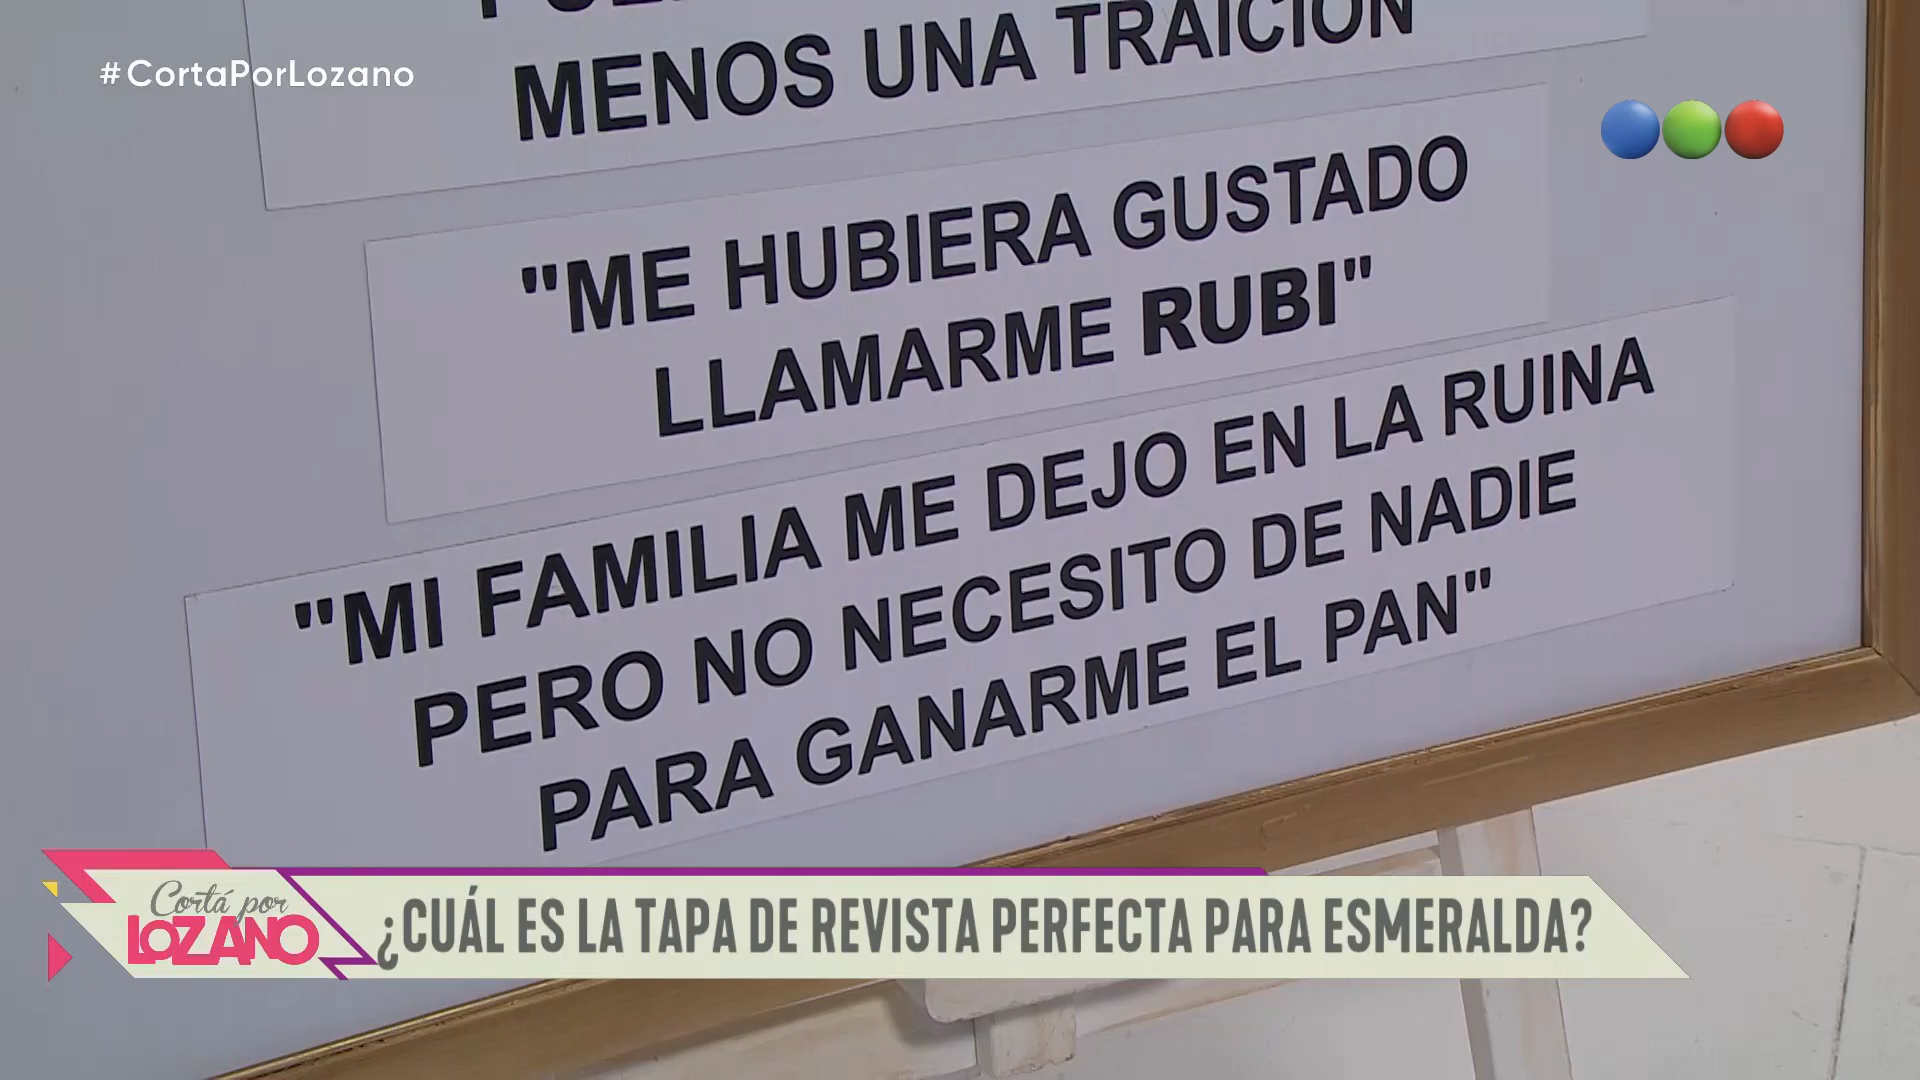 #CortaPorLozano
MENOS UNA TRAICIÓN
"ME HUBIERA GUSTADO
LLAMARME RUBI"
"MI FAMILIA ME DEJO EN LA RUINA
PERO NO NECESITO DE NADIE
PARA GANARME EL PAN"
Cortá por
LOZANO
¿CUÁL ES LA TAPA DE REVISTA PERFECTA PARA ESMERALDA?